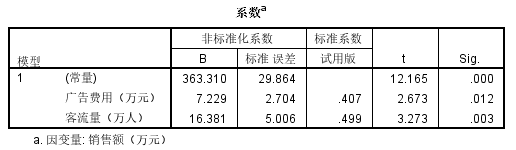 系数a
模型 非标准化系数 标准系数 t Sig.
B 标准 误差 试用版
1 (常量) 363.310 29.864 12.165 .000
广告费用（万元） 7.229 2.704 .407 2.673 .012
客流量（万人） 16.381 5.006 .499 3.273 .003
a. 因变量: 销售额（万元）